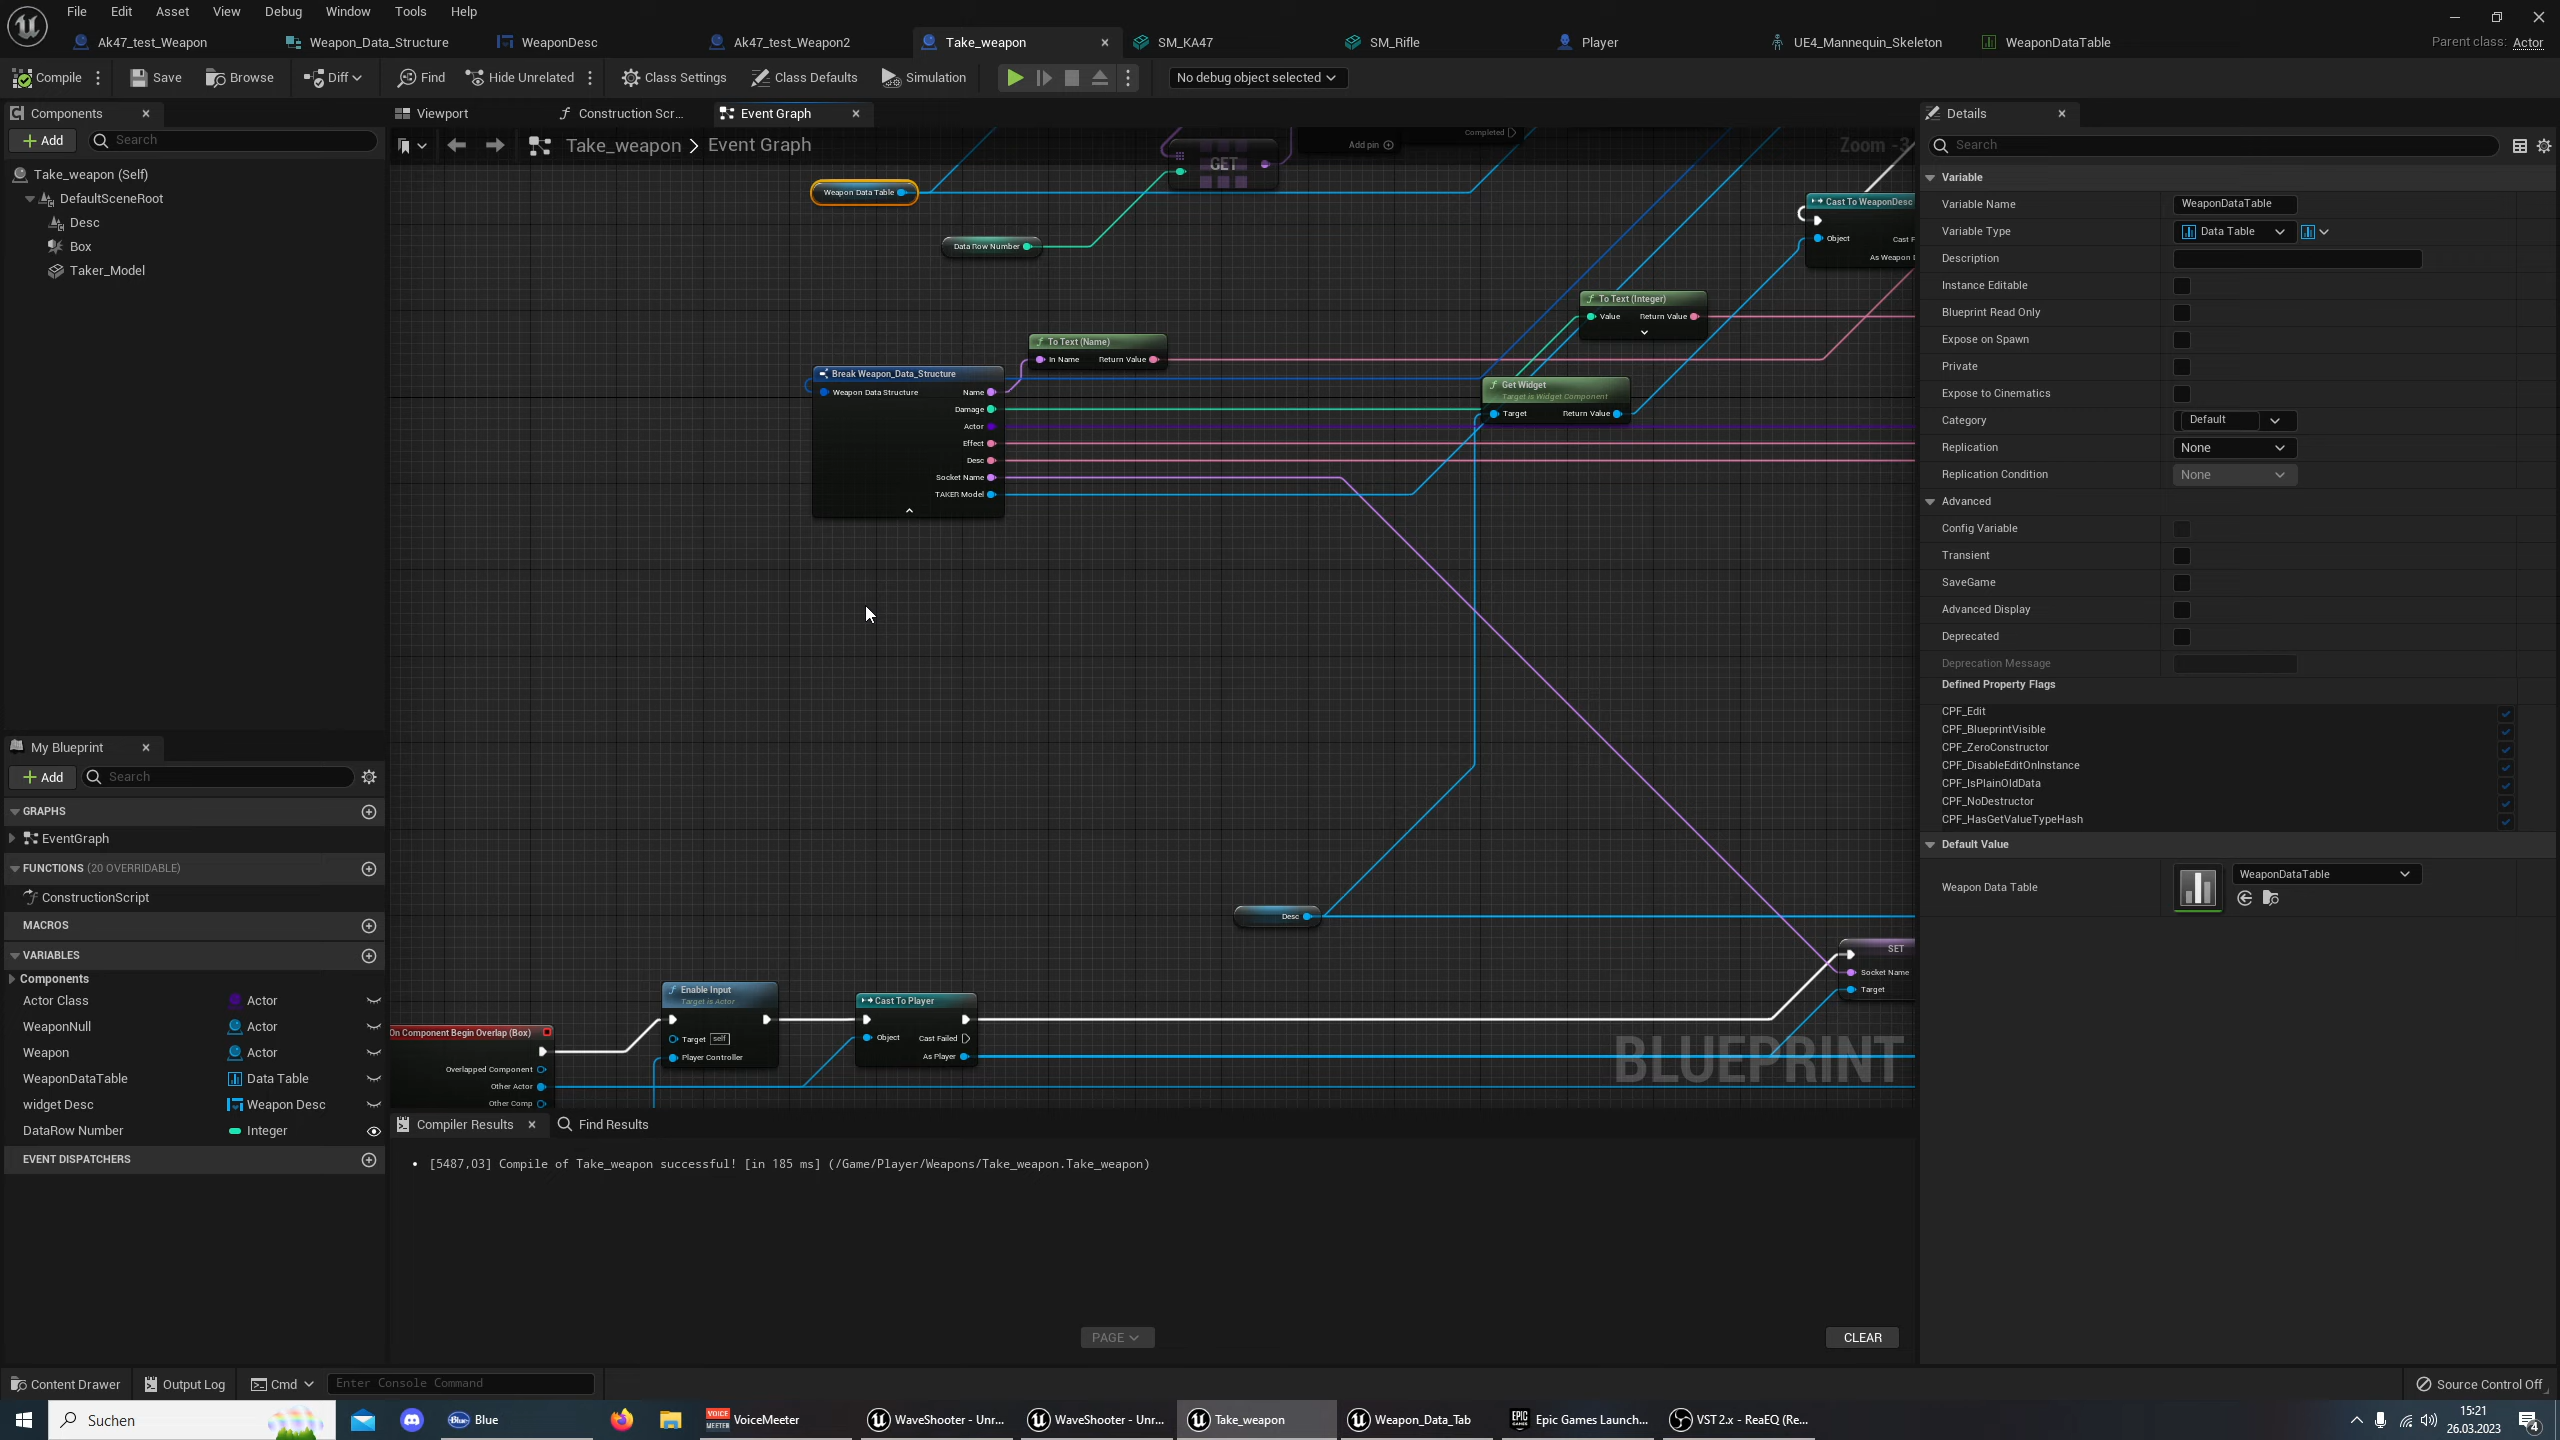 File Edit Asset View Debug Window Tools Help
Ak47_test_Weapon Weapon_Data_Structure WeaponDesc Ak47_test_Weapon2 Take_weapon SM_KA47 SM_Rifle Player UE4_Mannequin_Skeleton WeaponDataTable Parent class: Actor
Compile Save Browse Diff Find Hide Unrelated Class Settings Class Defaults Simulation No debug object selected
Components
Add Search
Take_weapon (Self)
DefaultSceneRoot
Desc
Box
Taker_Model
My Blueprint
Add Search
GRAPHS
EventGraph
FUNCTIONS (20 OVERRIDABLE)
ConstructionScript
MACROS
VARIABLES
Components
Actor Class Actor
WeaponNull Actor
Weapon Actor
WeaponDataTable Data Table
widget Desc Weapon Desc
DataRow Number Integer
EVENT DISPATCHERS
Viewport Construction Scr... Event Graph
Take_weapon > Event Graph Zoom -3
Completed
Add pin
GET
Weapon Data Table
Data Row Number
Cast To WeaponDesc
Object Cast F
As Weapon D
To Text (Integer)
Value Return Value
To Text (Name)
In Name Return Value
Break Weapon_Data_Structure
Weapon Data Structure Name
Damage
Actor
Effect
Desc
Socket Name
TAKER Model
Get Widget
Target is Widget Component
Target Return Value
Desc
SET
Socket Name
Target
Enable Input
Target is Actor
Target self
Player Controller
Cast To Player
Object Cast Failed
As Player
On Component Begin Overlap (Box)
Overlapped Component
Other Actor
Other Comp
BLUEPRINT
Compiler Results Find Results
[5487,03] Compile of Take_weapon successful! [in 185 ms] (/Game/Player/Weapons/Take_weapon.Take_weapon)
PAGE CLEAR
Details
Search
Variable
Variable Name WeaponDataTable
Variable Type Data Table
Description
Instance Editable
Blueprint Read Only
Expose on Spawn
Private
Expose to Cinematics
Category Default
Replication None
Replication Condition None
Advanced
Config Variable
Transient
SaveGame
Advanced Display
Deprecated
Deprecation Message
Defined Property Flags
CPF_Edit
CPF_BlueprintVisible
CPF_ZeroConstructor
CPF_DisableEditOnInstance
CPF_IsPlainOldData
CPF_NoDestructor
CPF_HasGetValueTypeHash
Default Value
Weapon Data Table WeaponDataTable
Content Drawer Output Log Cmd Enter Console Command Source Control Off
Suchen Blue VOICE MEETER VoiceMeeter WaveShooter - Unr... WaveShooter - Unr... Take_weapon Weapon_Data_Tab EPIC GAMES Epic Games Launch... VST 2.x - ReaEQ (Re... 15:21
26.03.2023 4